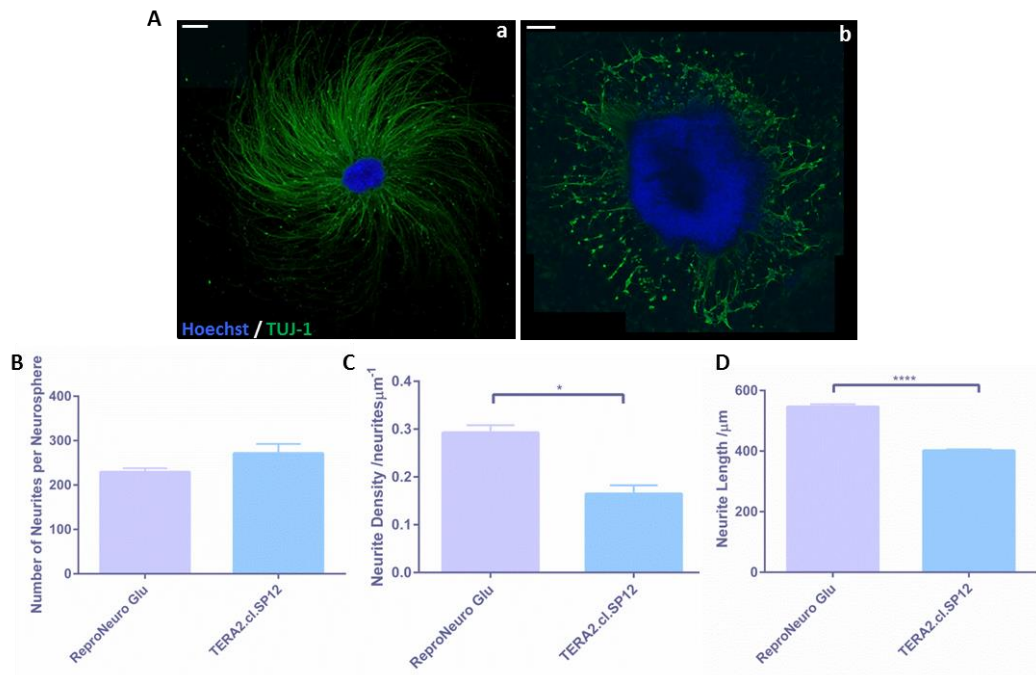 A
a
b
Hoechst / TUJ-1
B
Number of Neurites per Neurosphere
400
300
200
100
0
ReproNeuro Glu
TERA2.cl.SP12
C
Neurite Density /neuritesμm⁻¹
0.4
0.3
0.2
0.1
0.0
*
ReproNeuro Glu
TERA2.cl.SP12
D
Neurite Length /μm
600
400
200
0
****
ReproNeuro Glu
TERA2.cl.SP12